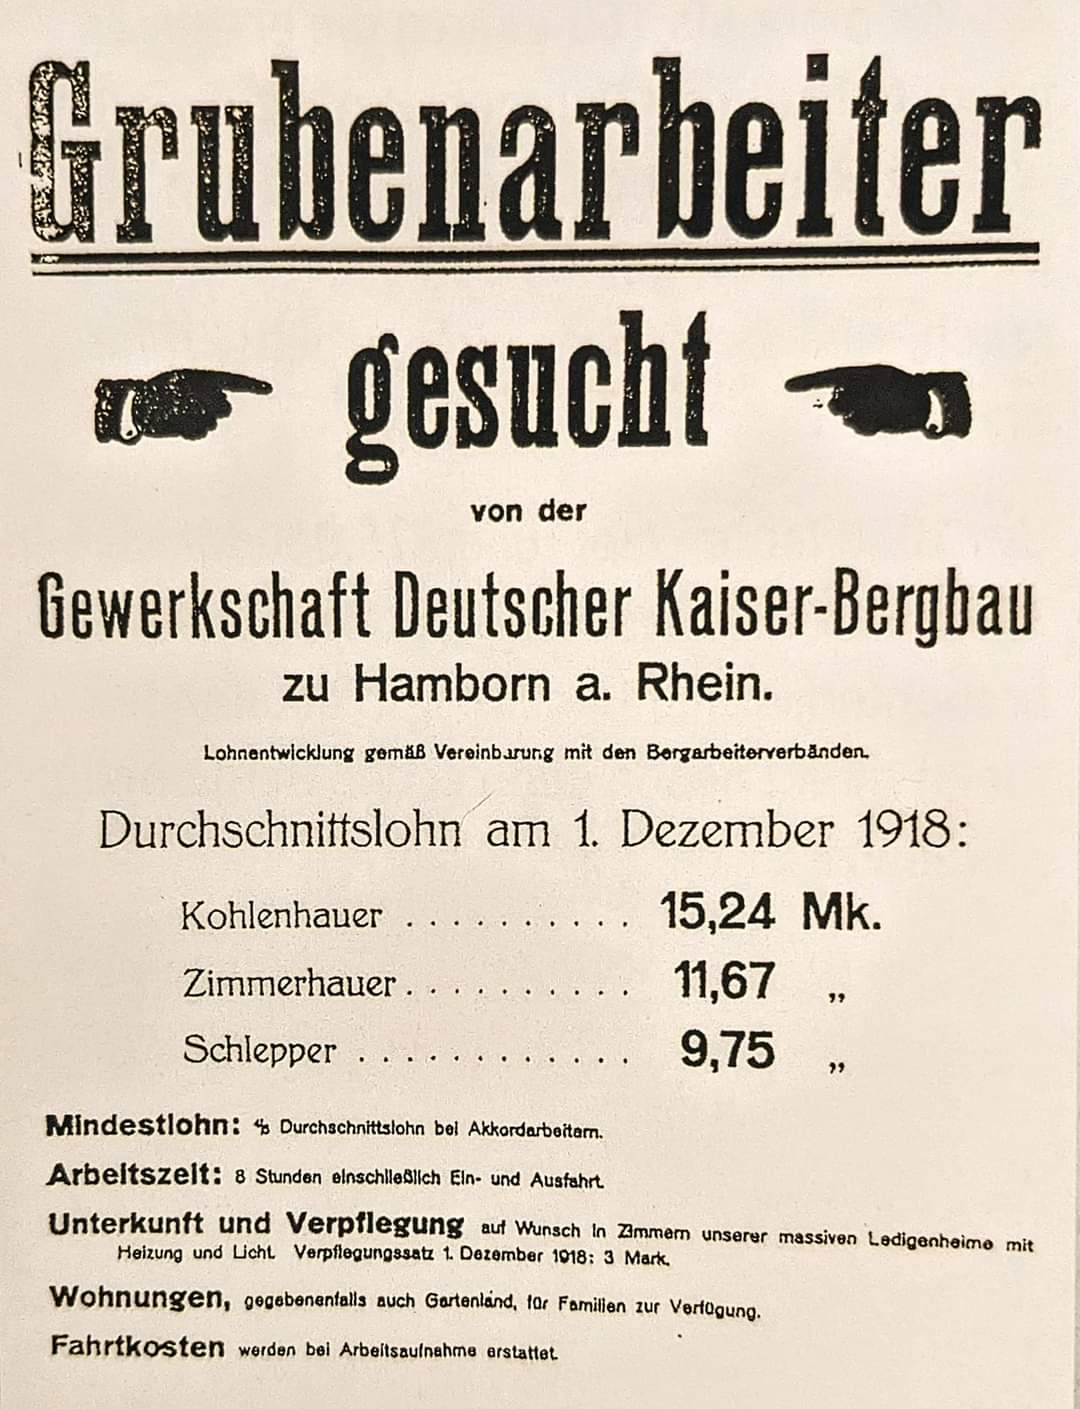 Grubenarbeiter
gesucht
von der
Gewerkschaft Deutscher Kaiser-Bergbau
zu Hamborn a. Rhein.
Lohnentwicklung gemäß Vereinbarung mit den Bergarbeiterverbänden.
Durchschnittslohn am 1. Dezember 1918:
Kohlenhauer . . . . . . . . . . 15,24 Mk.
Zimmerhauer . . . . . . . . . . 11,67 „
Schlepper . . . . . . . . . . . . 9,75 „
Mindestlohn: ⅘ Durchschnittslohn bei Akkordarbeitern.
Arbeitszeit: 8 Stunden einschließlich Ein- und Ausfahrt.
Unterkunft und Verpflegung auf Wunsch in Zimmern unserer massiven Ledigenheime mit
Heizung und Licht. Verpflegungssatz 1. Dezember 1918: 3 Mark.
Wohnungen, gegebenenfalls auch Gartenland, für Familien zur Verfügung.
Fahrtkosten werden bei Arbeitsaufnahme erstattet.